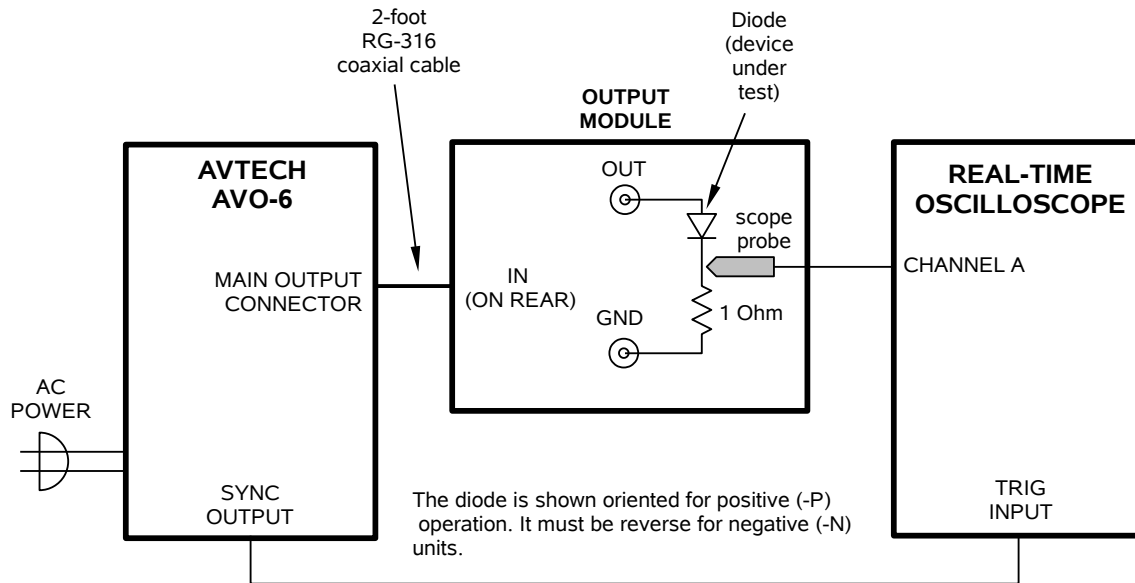 2-foot
RG-316
coaxial cable
Diode
(device
under
test)
OUTPUT
MODULE
AVTECH
AVO-6
OUT
scope
probe
REAL-TIME
OSCILLOSCOPE
MAIN OUTPUT
CONNECTOR
IN
(ON REAR)
CHANNEL A
1 Ohm
GND
AC
POWER
SYNC
OUTPUT
The diode is shown oriented for positive (-P)
operation. It must be reverse for negative (-N)
units.
TRIG
INPUT